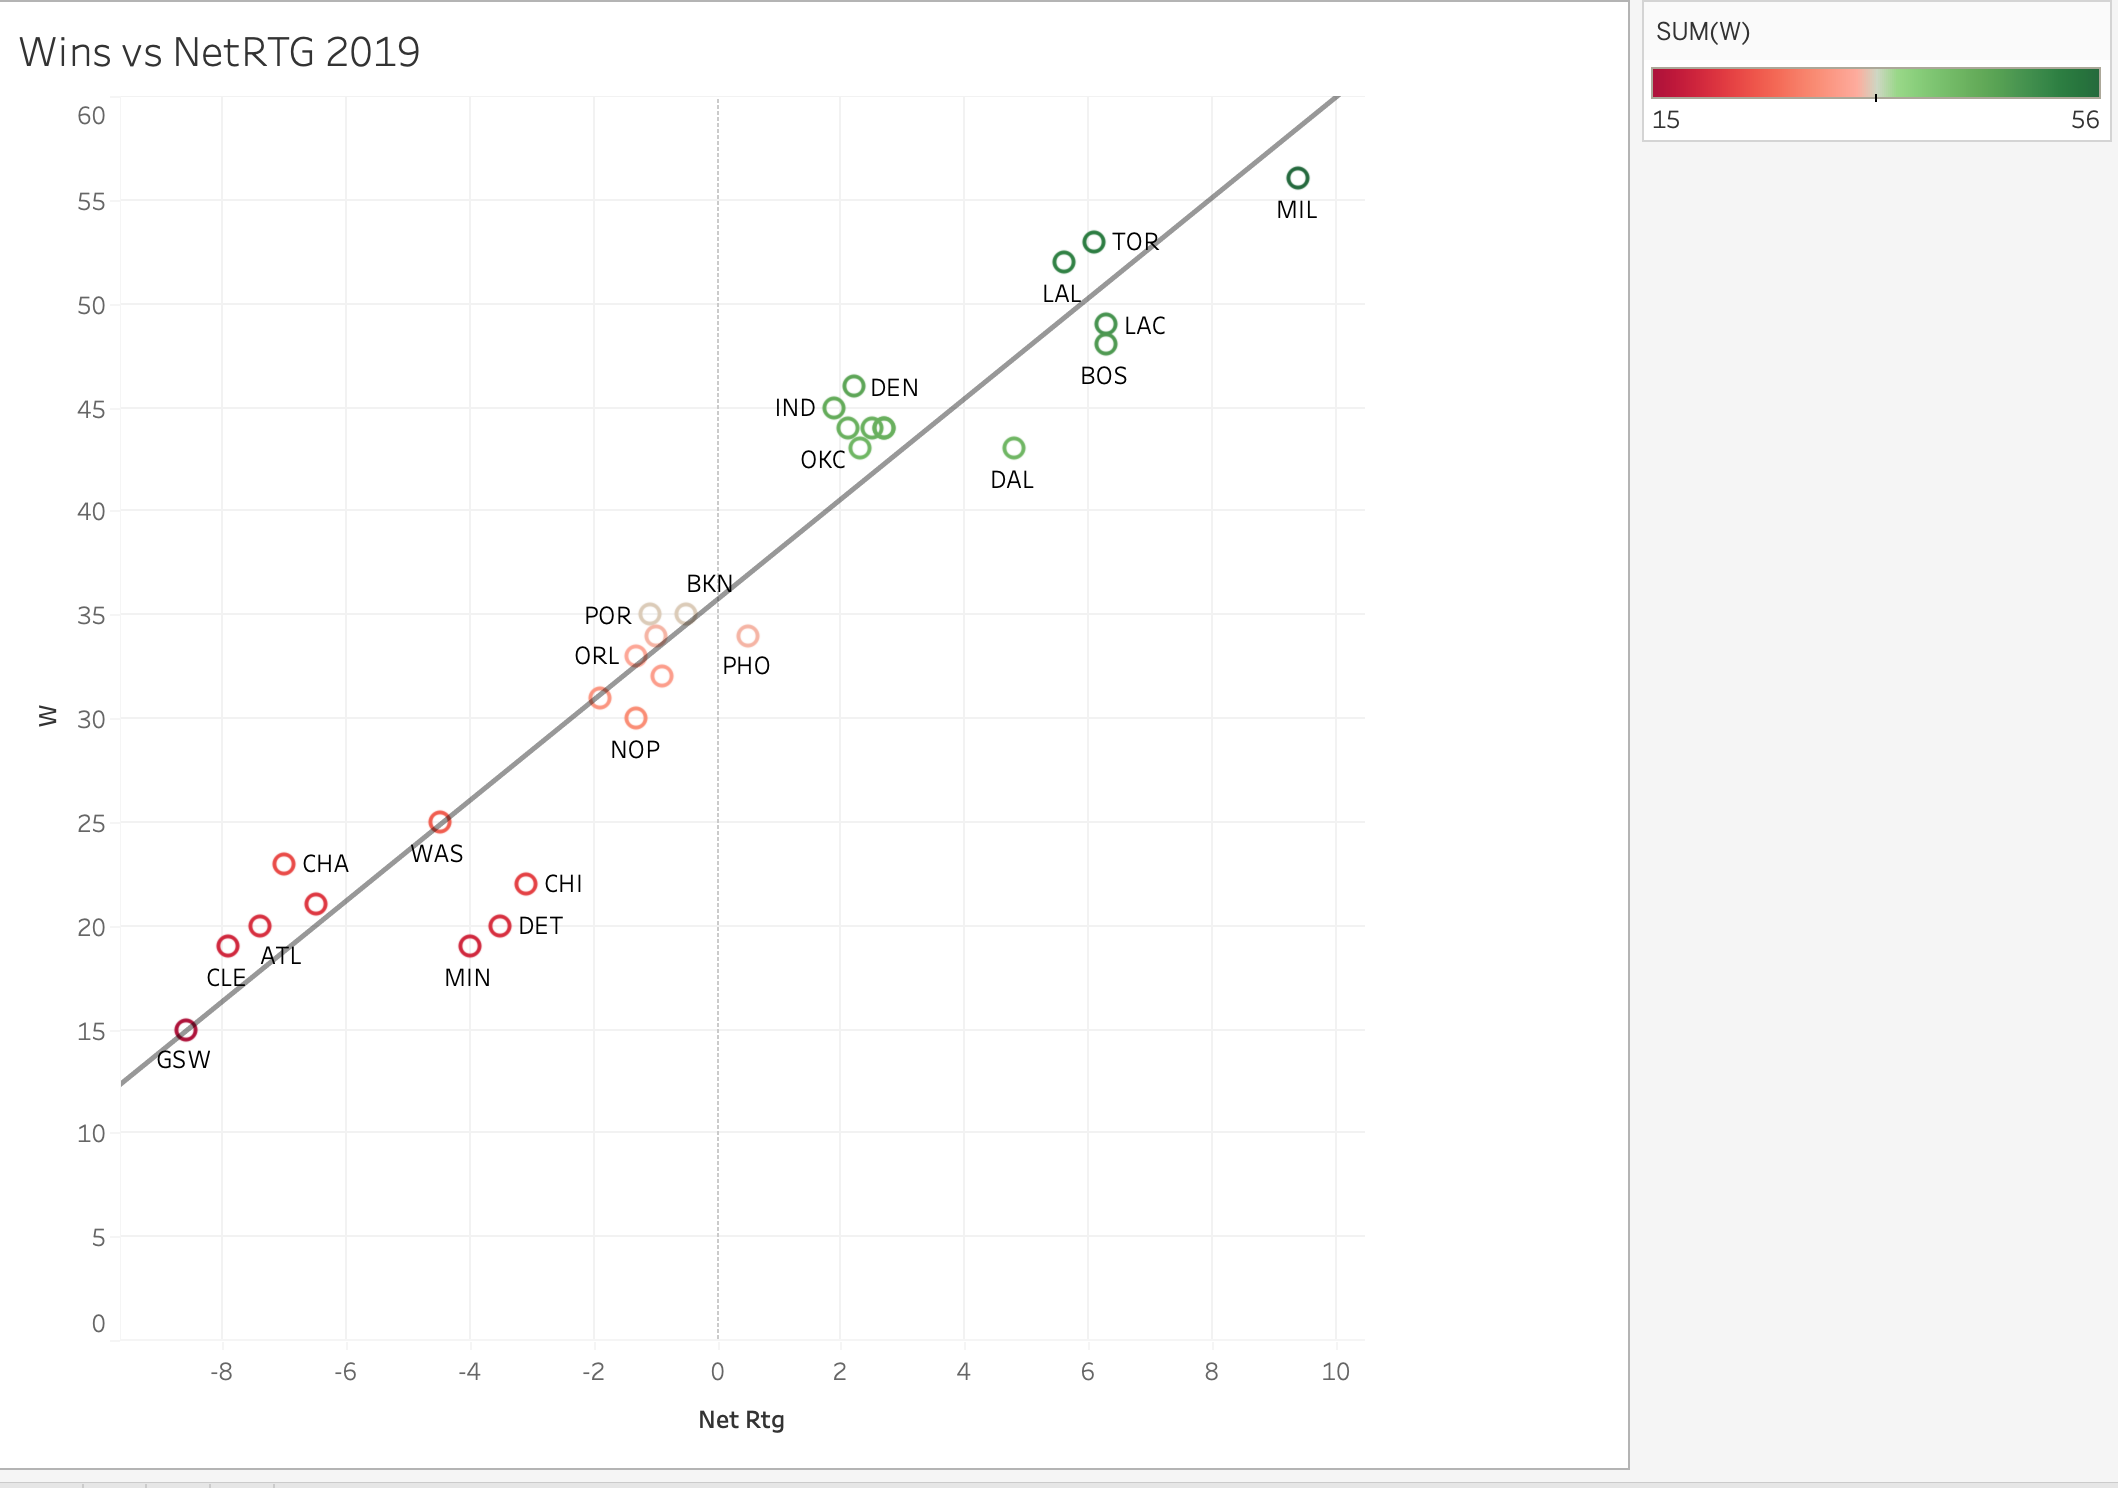 Wins vs NetRTG 2019
SUM(W)
15 56
60
55
50
45
40
35
30
25
20
15
10
5
0
W
MIL
TOR
LAL
LAC
BOS
DEN
IND
OKC
DAL
BKN
POR
ORL
PHO
NOP
WAS
CHA
CHI
DET
ATL
CLE
MIN
GSW
-8 -6 -4 -2 0 2 4 6 8 10
Net Rtg